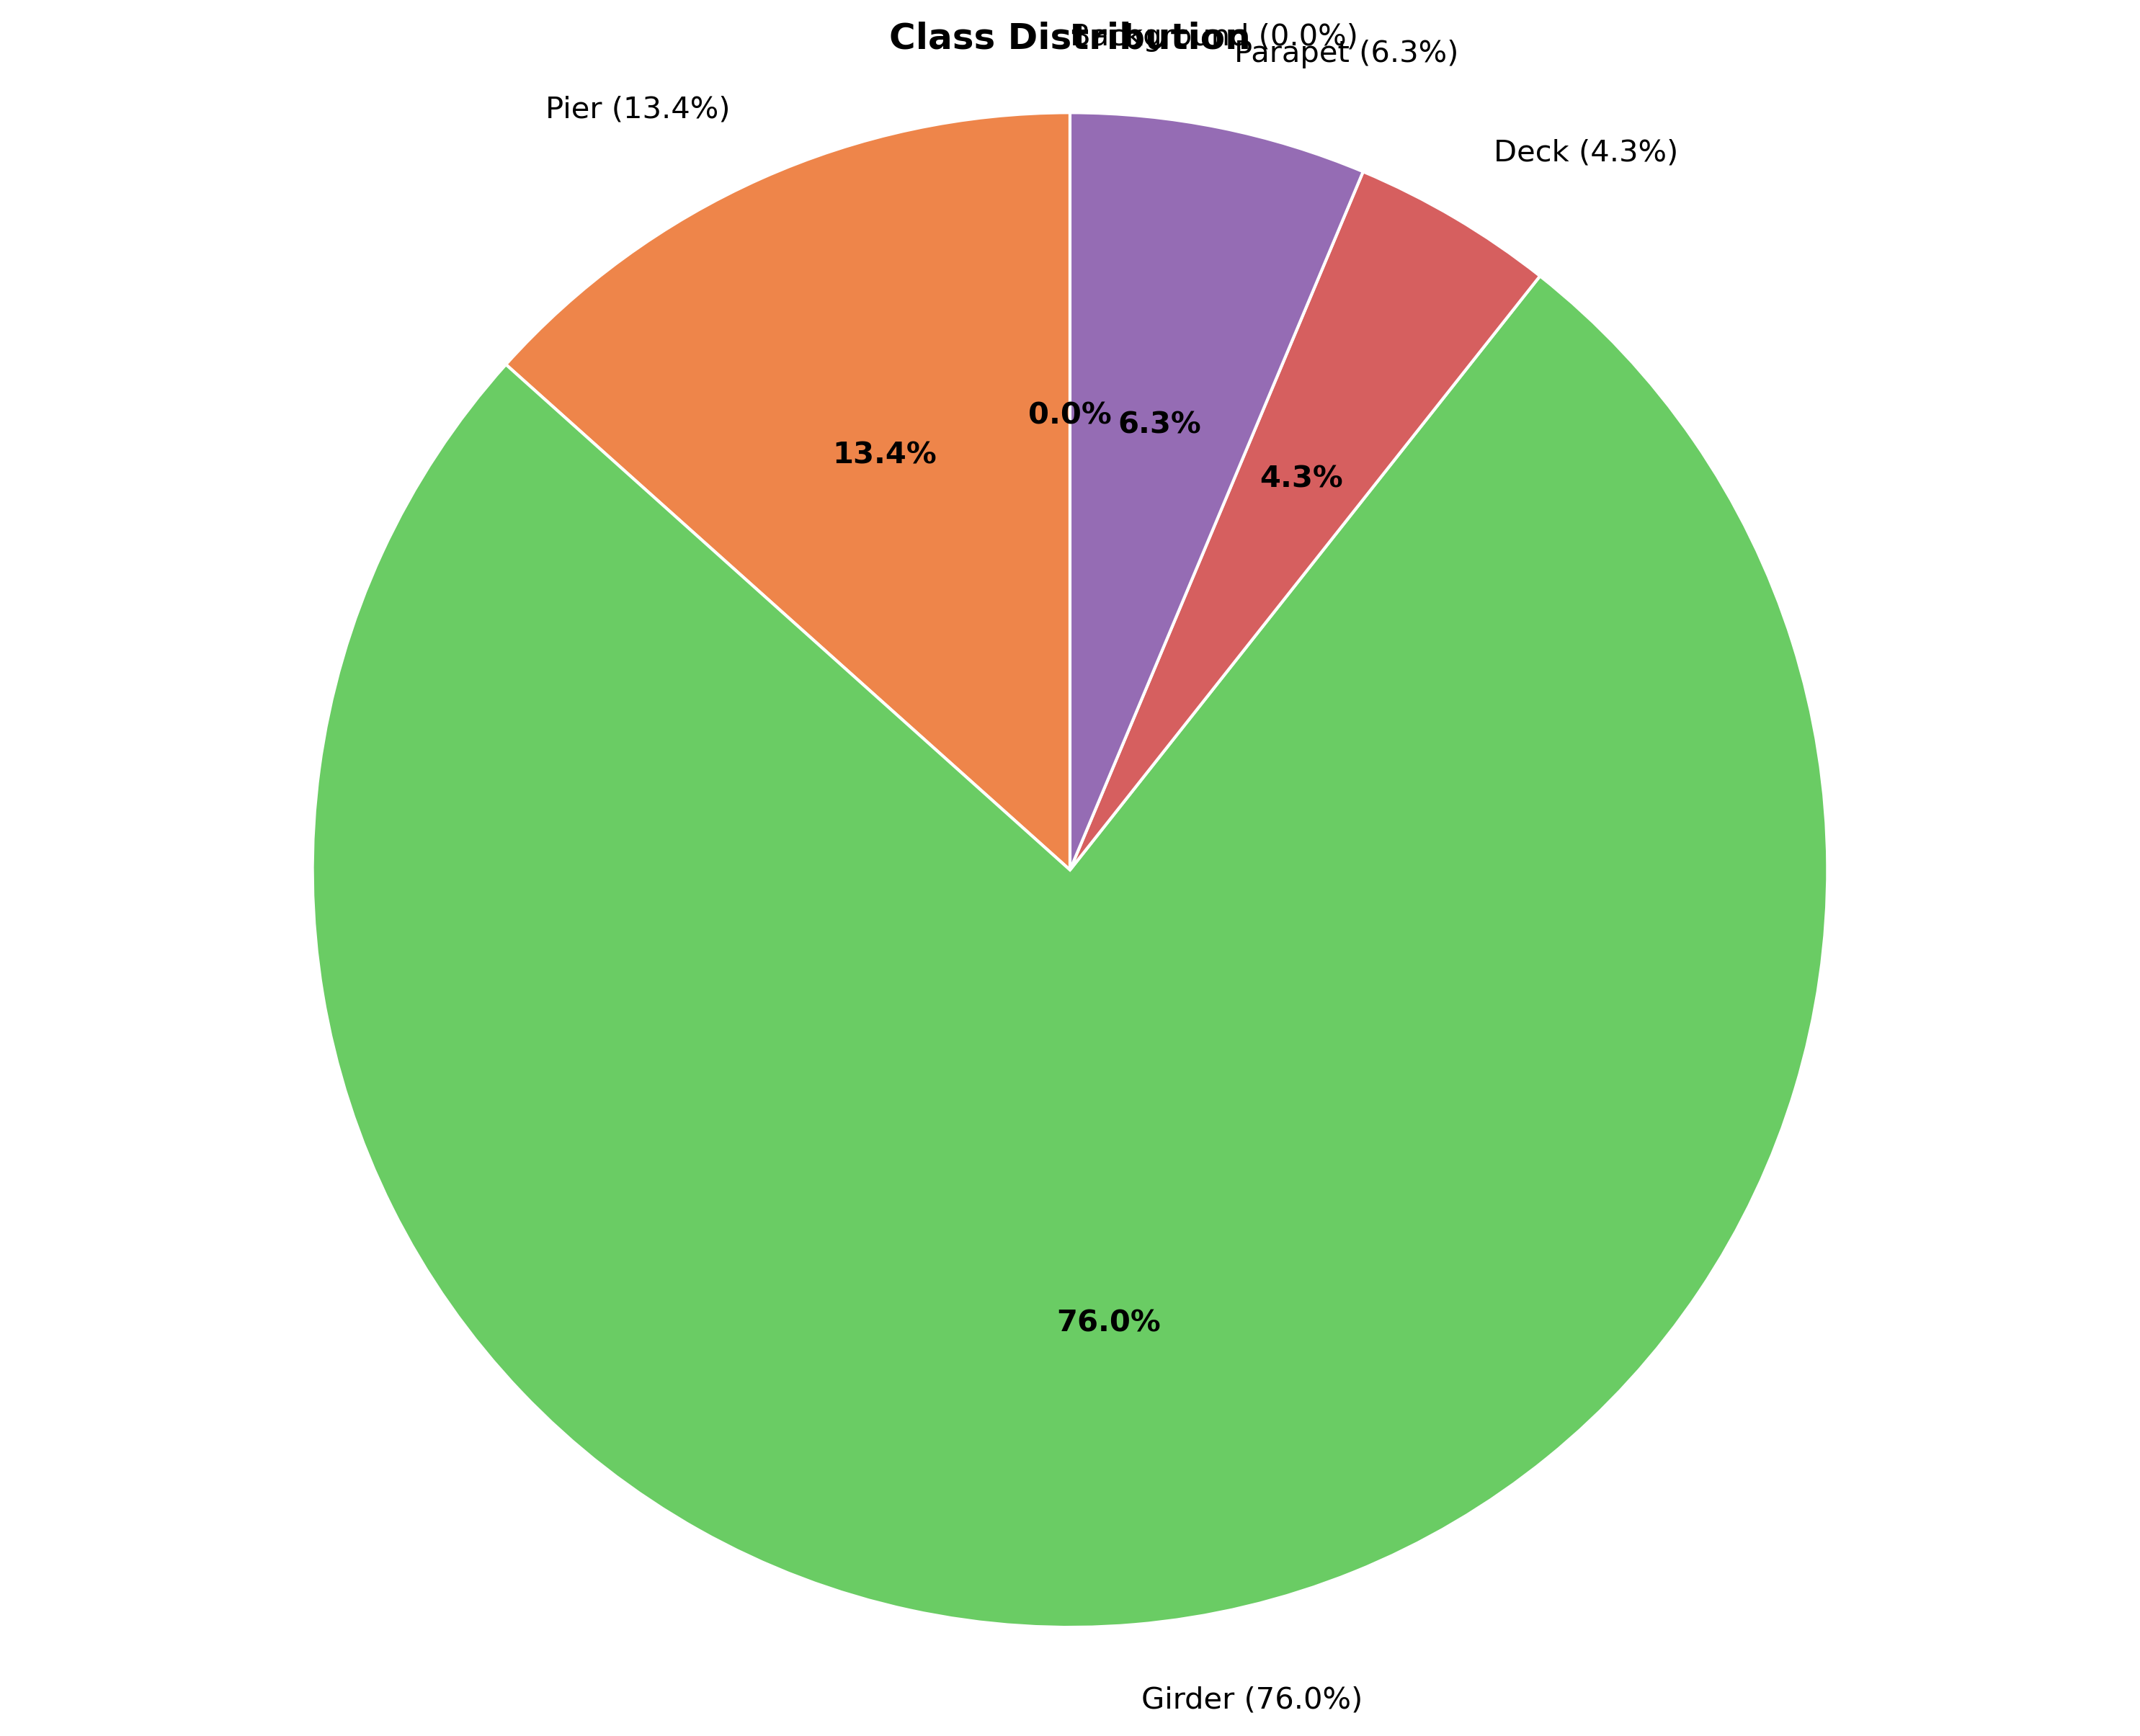 Class Distribution
Background (0.0%)
Parapet (6.3%)
Pier (13.4%)
Deck (4.3%)
0.0%
6.3%
13.4%
4.3%
76.0%
Girder (76.0%)